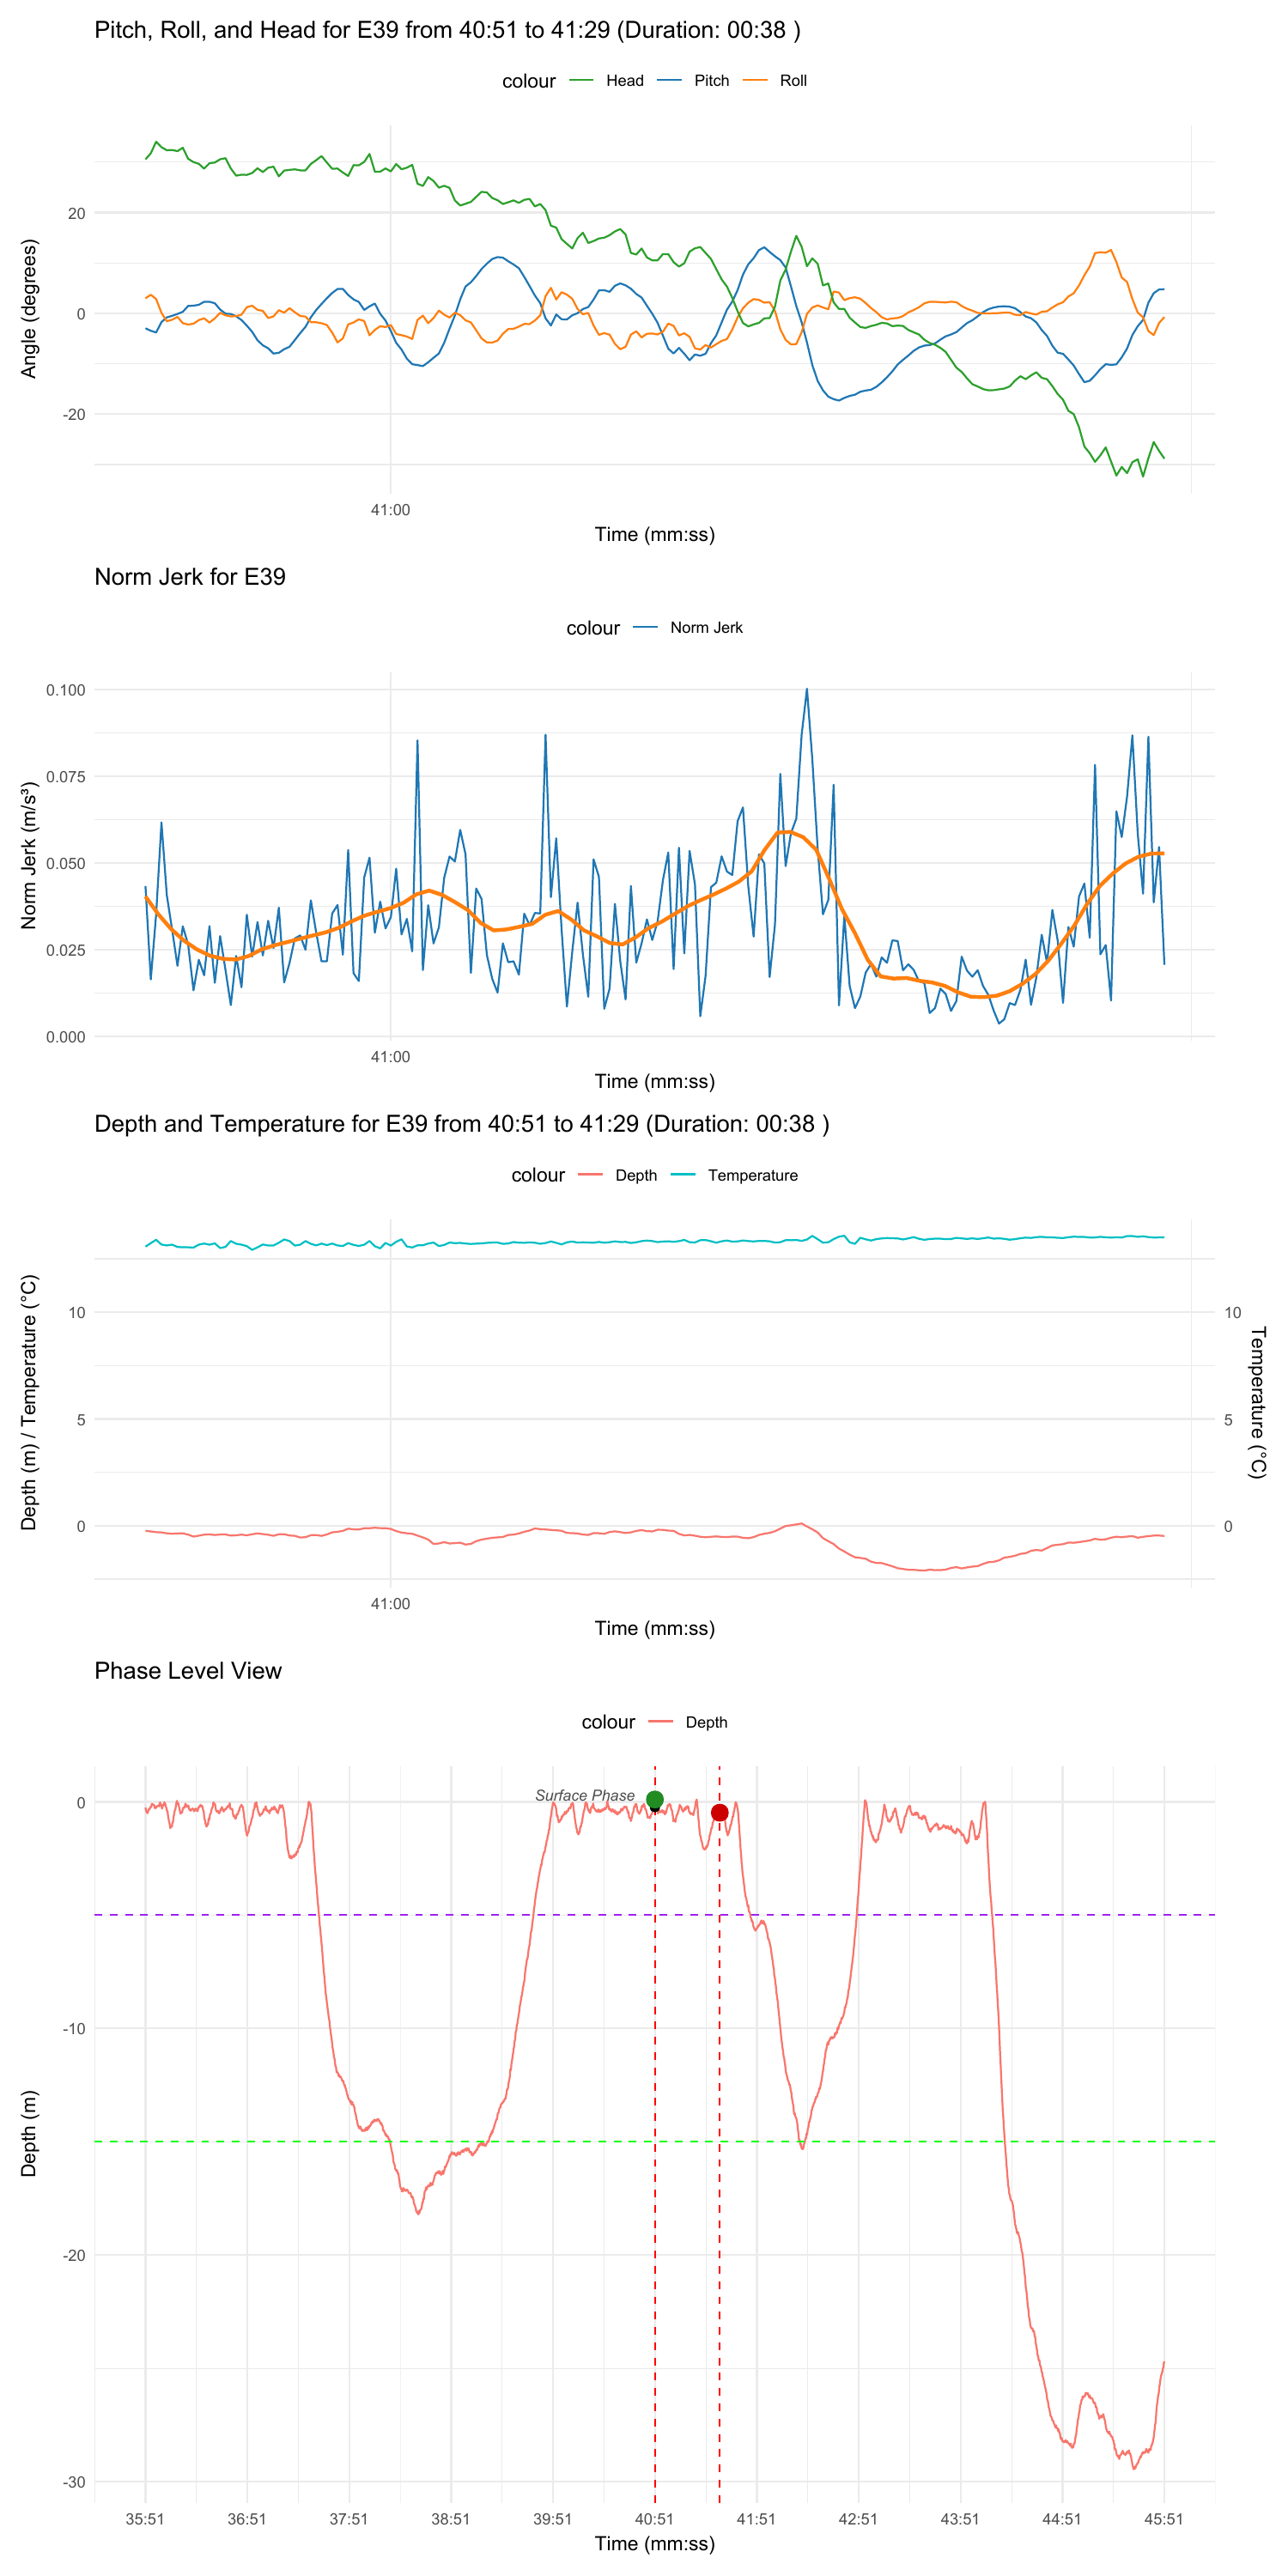 Pitch, Roll, and Head for E39 from 40:51 to 41:29 (Duration: 00:38 )
colour Head Pitch Roll
Angle (degrees)
20
0
-20
41:00
Time (mm:ss)
Norm Jerk for E39
colour Norm Jerk
Norm Jerk (m/s³)
0.100
0.075
0.050
0.025
0.000
41:00
Time (mm:ss)
Depth and Temperature for E39 from 40:51 to 41:29 (Duration: 00:38 )
colour Depth Temperature
Depth (m) / Temperature (°C)
10
5
0
10
5
0
Temperature (°C)
41:00
Time (mm:ss)
Phase Level View
colour Depth
Surface Phase
Depth (m)
0
-10
-20
-30
35:51 36:51 37:51 38:51 39:51 40:51 41:51 42:51 43:51 44:51 45:51
Time (mm:ss)